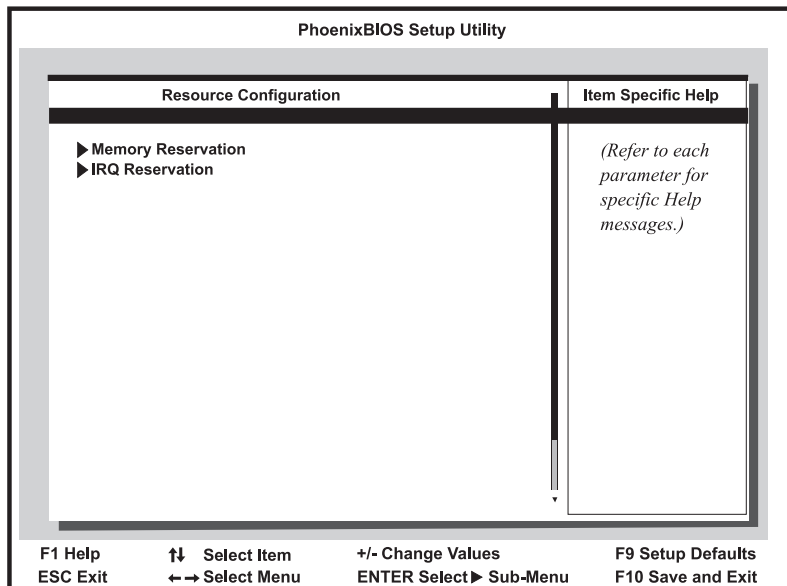 PhoenixBIOS Setup Utility
Resource Configuration
Item Specific Help
▶Memory Reservation
▶IRQ Reservation
(Refer to each
parameter for
specific Help
messages.)
F1 Help ↑↓ Select Item +/- Change Values F9 Setup Defaults
ESC Exit ←→ Select Menu ENTER Select ▶ Sub-Menu F10 Save and Exit